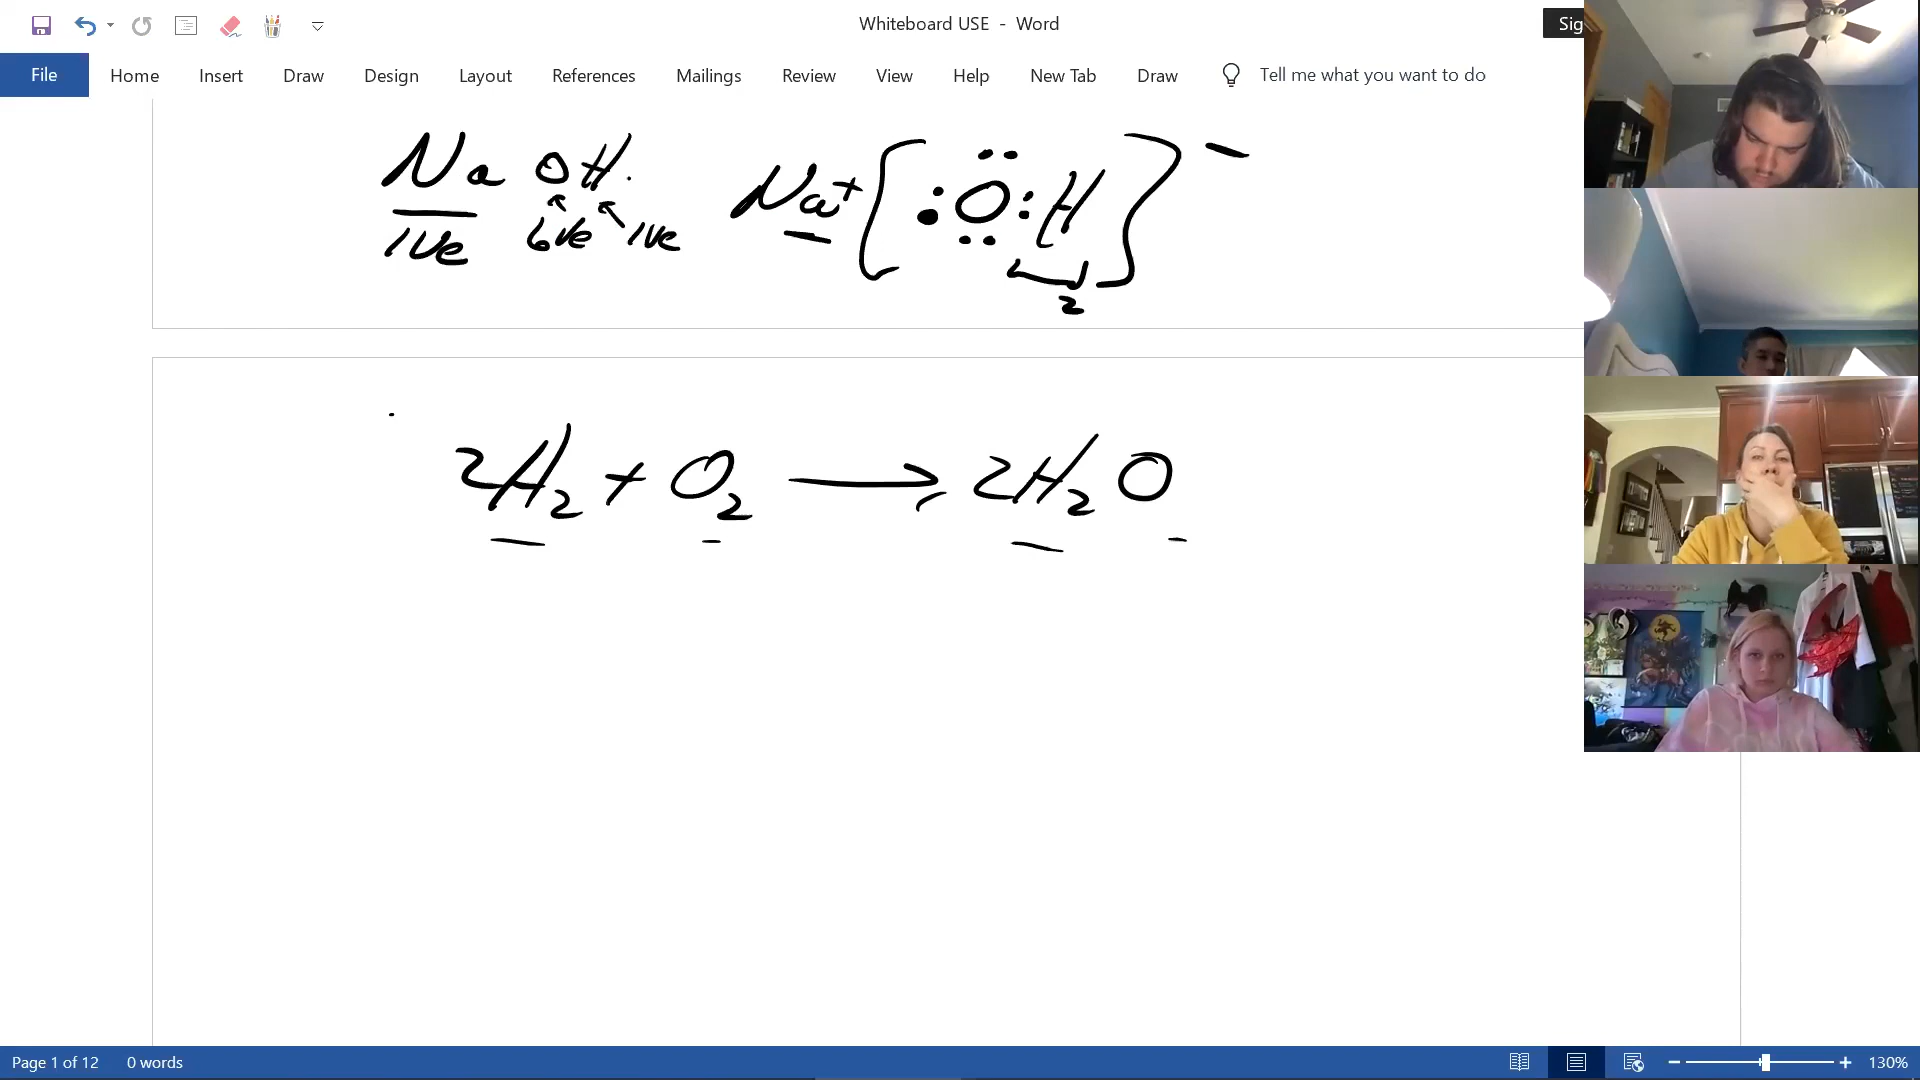 Whiteboard USE - Word
Sig
File Home Insert Draw Design Layout References Mailings Review View Help New Tab Draw Tell me what you want to do
Na OH. Na⁺ [:O:H]⁻
1ve 6ve 1ve
2
2H₂ + O₂ → 2H₂O
Page 1 of 12 0 words 130%